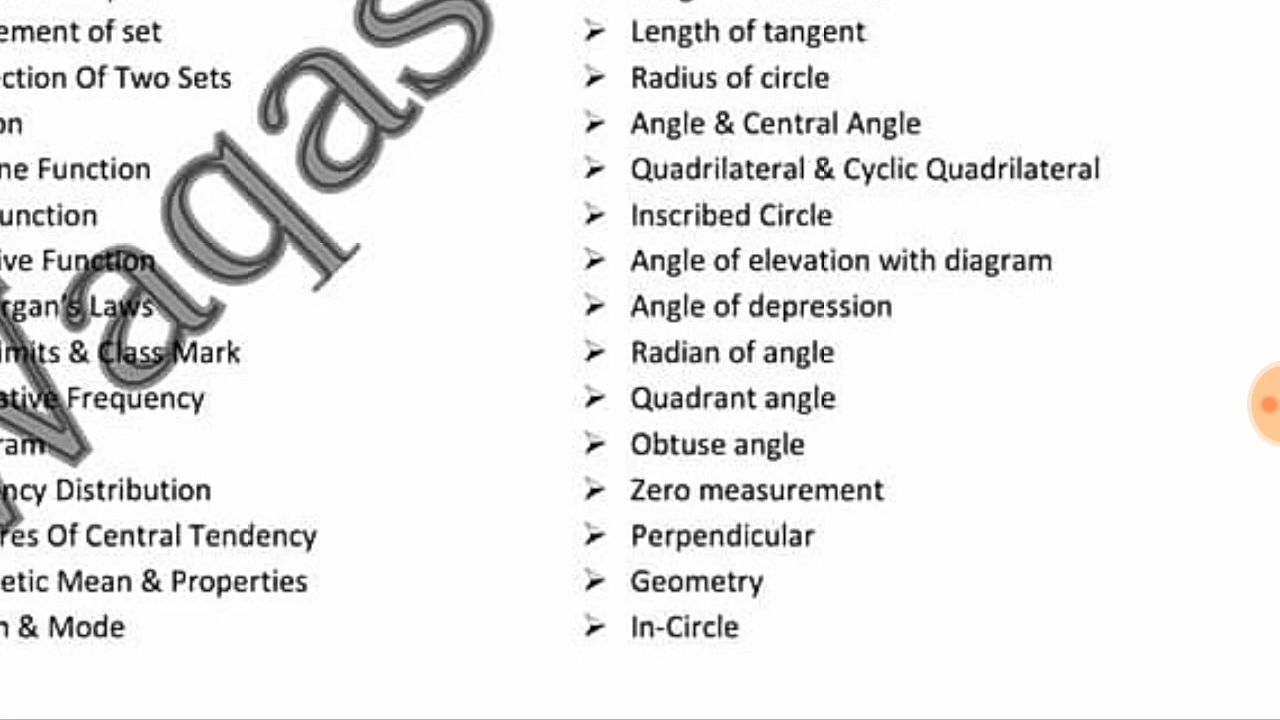 ement of set
ction Of Two Sets
on
ne Function
unction
ive Function
rgan's Laws
imits & Class Mark
ative Frequency
ram
ncy Distribution
res Of Central Tendency
etic Mean & Properties
n & Mode
➢ Length of tangent
➢ Radius of circle
➢ Angle & Central Angle
➢ Quadrilateral & Cyclic Quadrilateral
➢ Inscribed Circle
➢ Angle of elevation with diagram
➢ Angle of depression
➢ Radian of angle
➢ Quadrant angle
➢ Obtuse angle
➢ Zero measurement
➢ Perpendicular
➢ Geometry
➢ In-Circle
Waqas